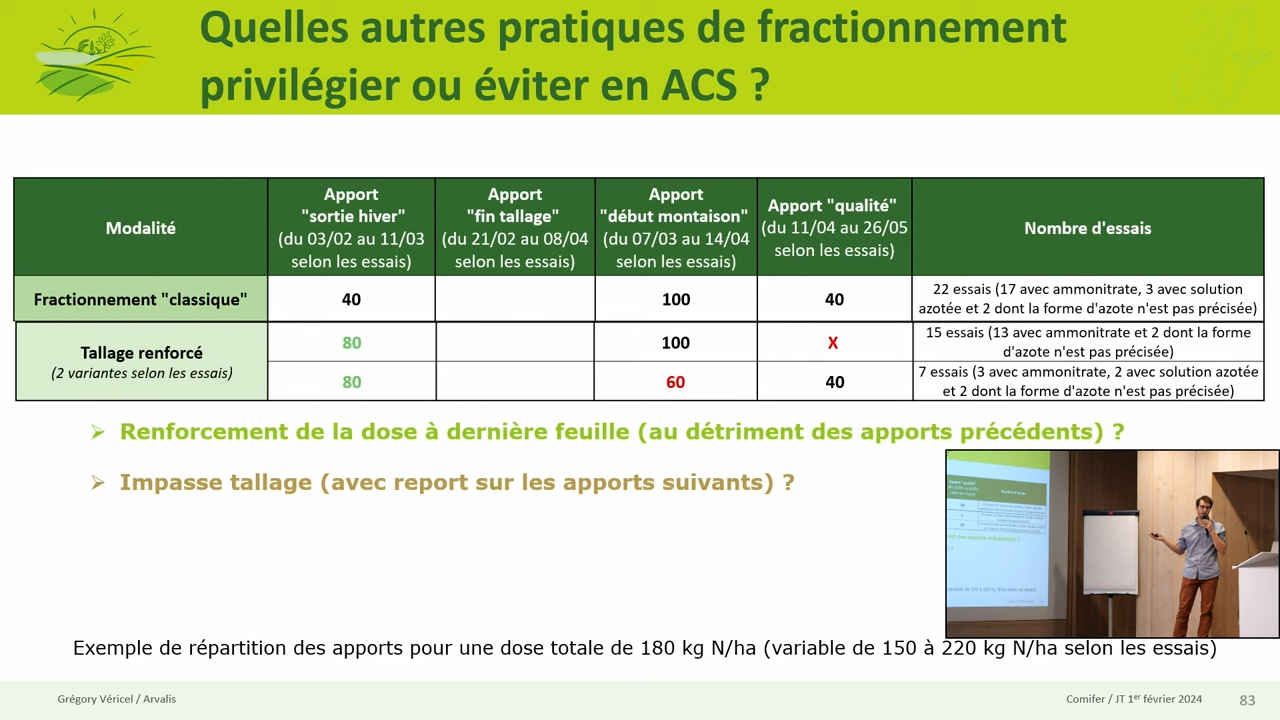 Quelles autres pratiques de fractionnement
privilégier ou éviter en ACS ?
Modalité
Apport
"sortie hiver"
(du 03/02 au 11/03
selon les essais)
Apport
"fin tallage"
(du 21/02 au 08/04
selon les essais)
Apport
"début montaison"
(du 07/03 au 14/04
selon les essais)
Apport "qualité"
(du 11/04 au 26/05
selon les essais)
Nombre d'essais
Fractionnement "classique"
40
100
40
22 essais (17 avec ammonitrate, 3 avec solution
azotée et 2 dont la forme d'azote n'est pas précisée)
Tallage renforcé
(2 variantes selon les essais)
80
100
X
15 essais (13 avec ammonitrate et 2 dont la forme
d'azote n'est pas précisée)
80
60
40
7 essais (3 avec ammonitrate, 2 avec solution azotée
et 2 dont la forme d'azote n'est pas précisée)
➢ Renforcement de la dose à dernière feuille (au détriment des apports précédents) ?
➢ Impasse tallage (avec report sur les apports suivants) ?
Exemple de répartition des apports pour une dose totale de 180 kg N/ha (variable de 150 à 220 kg N/ha selon les essais)
Grégory Véricel / Arvalis
Comifer / JT 1er février 2024
83